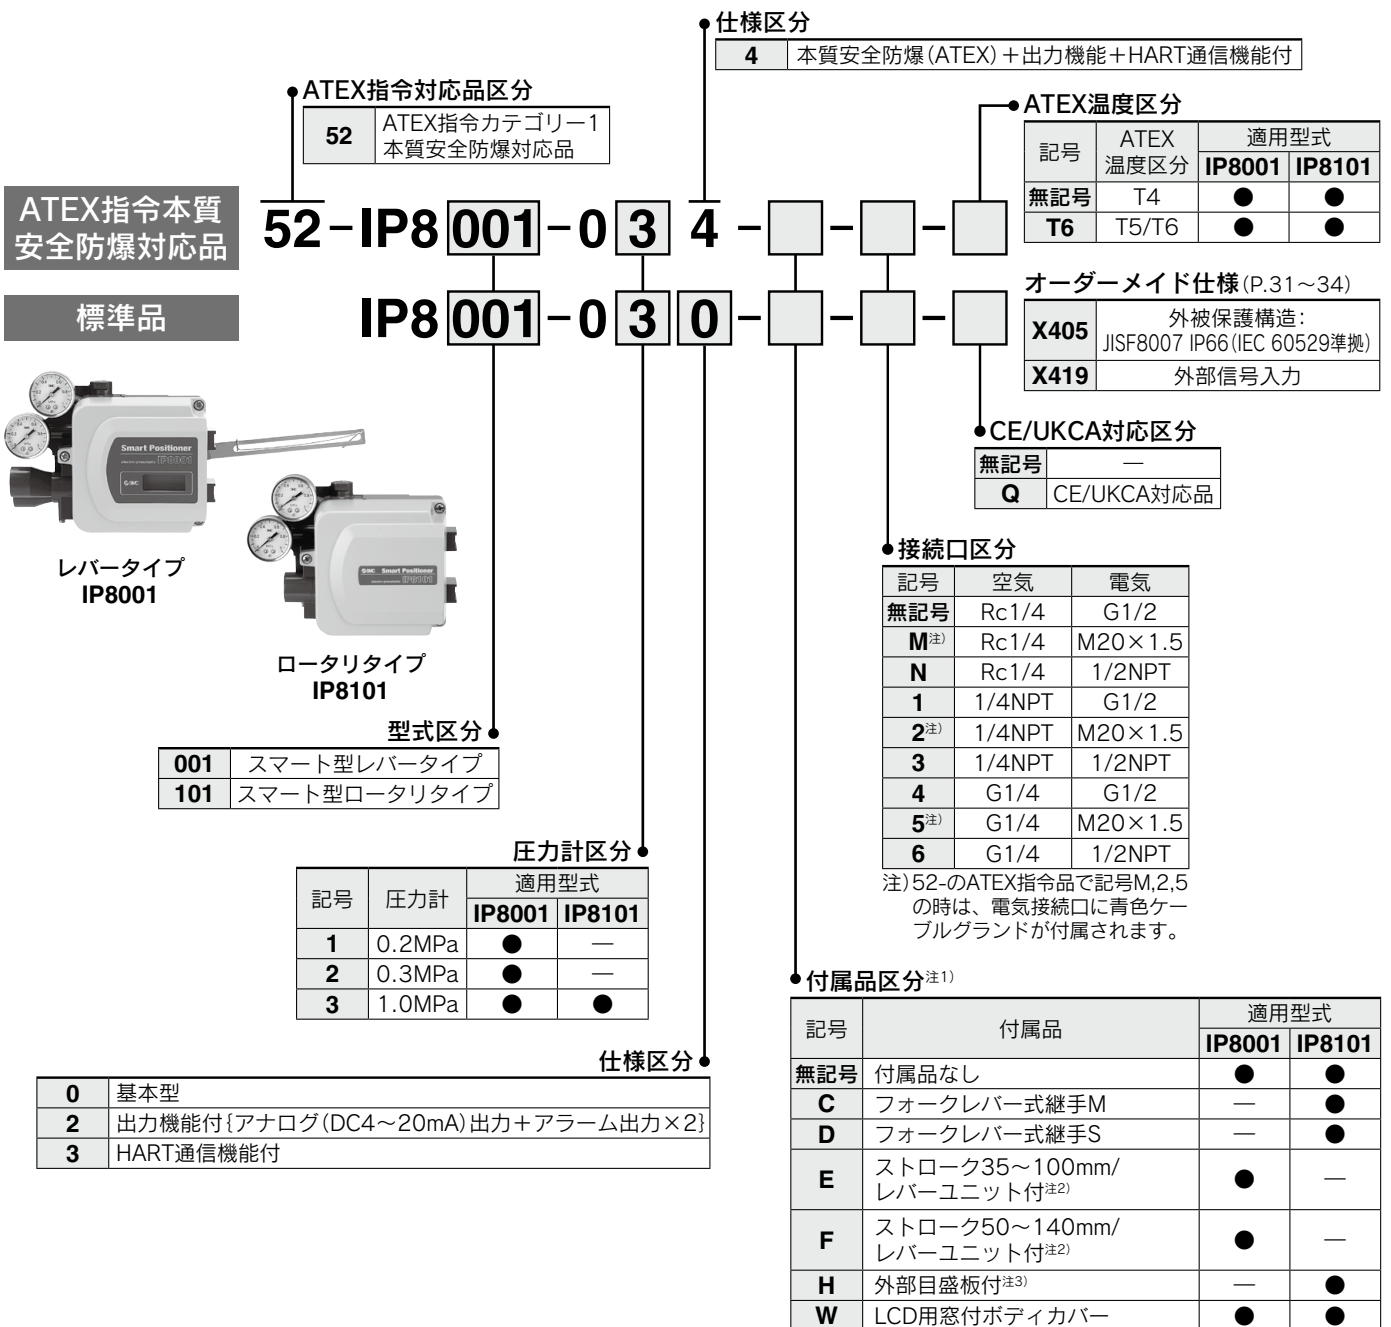 仕様区分
4 本質安全防爆(ATEX)+出力機能+HART通信機能付
ATEX指令対応品区分
52 ATEX指令カテゴリー1
本質安全防爆対応品
ATEX温度区分
記号 ATEX 温度区分 適用型式
IP8001 IP8101
無記号 T4 ● ●
T6 T5/T6 ● ●
ATEX指令本質
安全防爆対応品
52-IP8 001-0 3 4 - □ - □ - □
標準品
IP8 001-0 3 0 - □ - □ - □
オーダーメイド仕様(P.31〜34)
X405 外被保護構造:
JISF8007 IP66(IEC 60529準拠)
X419 外部信号入力
CE/UKCA対応区分
無記号 —
Q CE/UKCA対応品
Smart Positioner
IP8001
SMC
レバータイプ
IP8001
SMC Smart Positioner
IP8101
ロータリタイプ
IP8101
接続口区分
記号 空気 電気
無記号 Rc1/4 G1/2
M注) Rc1/4 M20×1.5
N Rc1/4 1/2NPT
1 1/4NPT G1/2
2注) 1/4NPT M20×1.5
3 1/4NPT 1/2NPT
4 G1/4 G1/2
5注) G1/4 M20×1.5
6 G1/4 1/2NPT
注)52-のATEX指令品で記号M,2,5
の時は、電気接続口に青色ケー
ブルグランドが付属されます。
型式区分
001 スマート型レバータイプ
101 スマート型ロータリタイプ
圧力計区分
記号 圧力計 適用型式
IP8001 IP8101
1 0.2MPa ● —
2 0.3MPa ● —
3 1.0MPa ● ●
仕様区分
0 基本型
2 出力機能付{アナログ(DC4〜20mA)出力+アラーム出力×2}
3 HART通信機能付
付属品区分注1)
記号 付属品 適用型式
IP8001 IP8101
無記号 付属品なし ● ●
C フォークレバー式継手M — ●
D フォークレバー式継手S — ●
E ストローク35〜100mm/
レバーユニット付注2) ● —
F ストローク50〜140mm/
レバーユニット付注2) ● —
H 外部目盛板付注3) — ●
W LCD用窓付ボディカバー ● ●